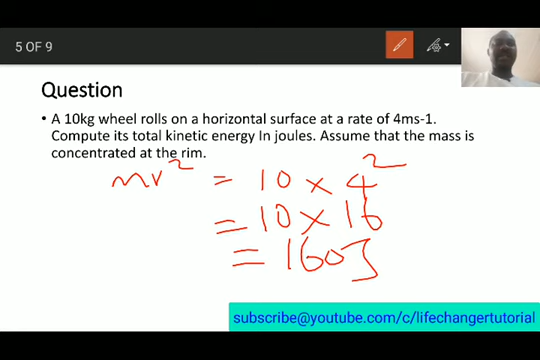 5 OF 9
Question
• A 10kg wheel rolls on a horizontal surface at a rate of 4ms-1.
Compute its total kinetic energy In joules. Assume that the mass is
concentrated at the rim.
mv² = 10 × 4²
= 10 × 16
= 160J
subscribe@youtube.com/c/lifechangertutorial